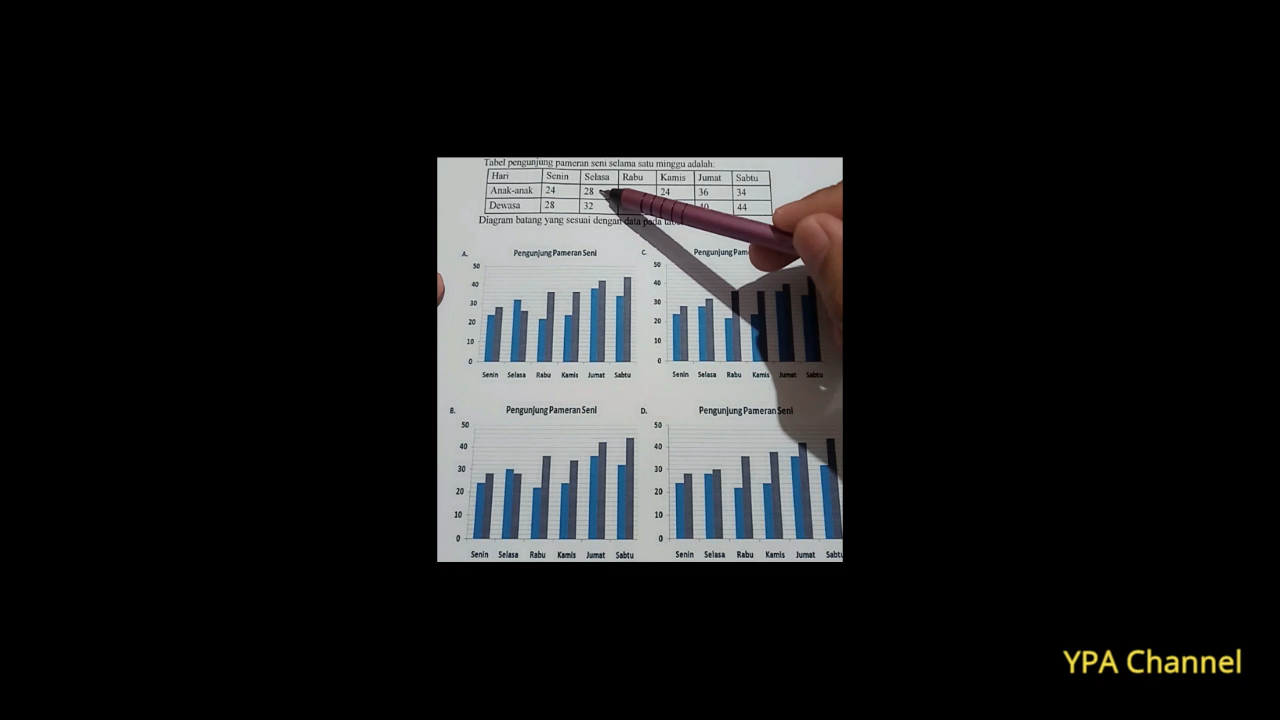 Tabel pengunjung pameran seni selama satu minggu adalah.
Hari Senin Selasa Rabu Kamis Jumat Sabtu
Anak-anak 24 28 24 36 34
Dewasa 28 32 40 44
Diagram batang yang sesuai dengan data pada
A. Pengunjung Pameran Seni
50
40
30
20
10
0
Senin Selasa Rabu Kamis Jumat Sabtu
C. Pengunjung
50
40
30
20
10
0
Senin Selasa Rabu Kamis Jumat Sabtu
B. Pengunjung Pameran Seni
50
40
30
20
10
0
Senin Selasa Rabu Kamis Jumat Sabtu
D. Pengunjung Pameran Seni
50
40
30
20
10
0
Senin Selasa Rabu Kamis Jumat
YPA Channel